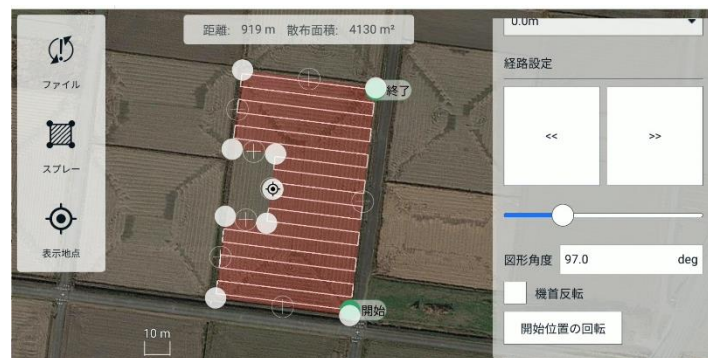 距離: 919 m 散布面積: 4130 m²
ファイル
スプレー
表示地点
終了
開始
10 m
0.0m
経路設定
<< >>
図形角度 97.0 deg
機首反転
開始位置の回転